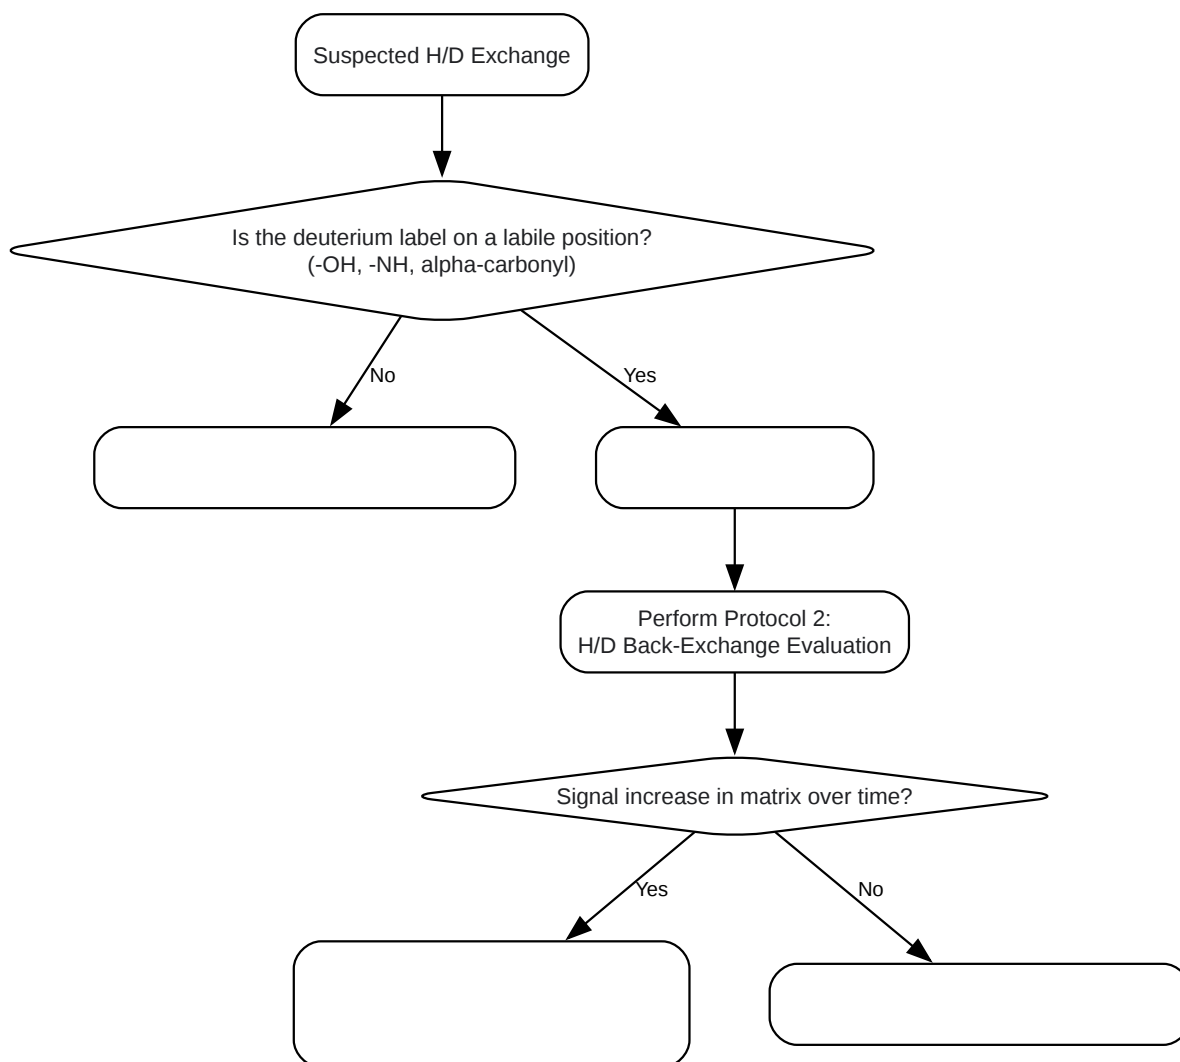 Suspected H/D Exchange
Is the deuterium label on a labile position?
(-OH, -NH, alpha-carbonyl)
No
Yes
Perform Protocol 2:
H/D Back-Exchange Evaluation
Signal increase in matrix over time?
Yes
No